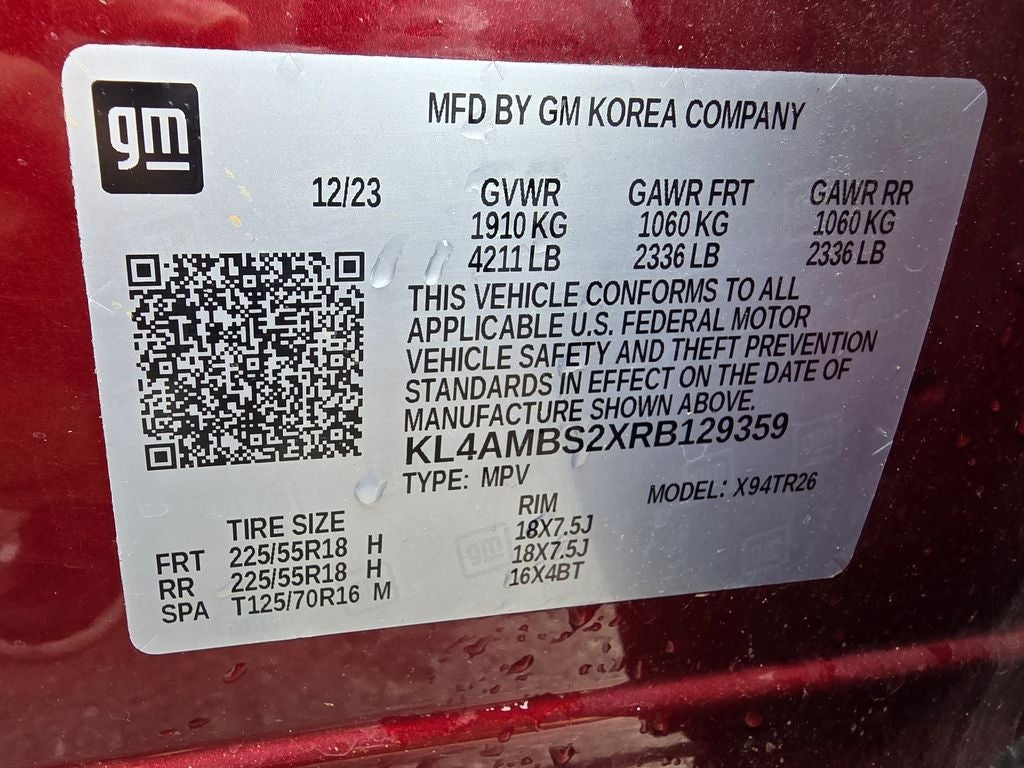 gm
MFD BY GM KOREA COMPANY
12/23 GVWR GAWR FRT GAWR RR
1910 KG 1060 KG 1060 KG
4211 LB 2336 LB 2336 LB
THIS VEHICLE CONFORMS TO ALL
APPLICABLE U.S. FEDERAL MOTOR
VEHICLE SAFETY AND THEFT PREVENTION
STANDARDS IN EFFECT ON THE DATE OF
MANUFACTURE SHOWN ABOVE.
KL4AMBS2XRB129359
TYPE: MPV MODEL: X94TR26
TIRE SIZE RIM
FRT 225/55R18 H 18X7.5J
RR 225/55R18 H 18X7.5J
SPA T125/70R16 M 16X4BT
gm